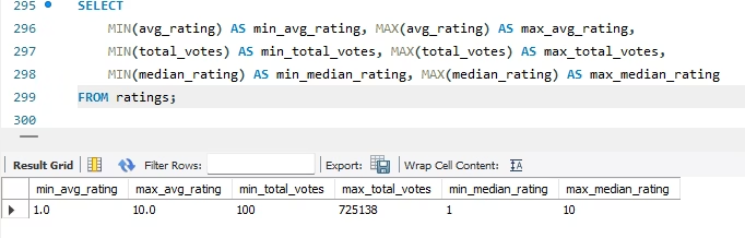 295 SELECT
296 MIN(avg_rating) AS min_avg_rating, MAX(avg_rating) AS max_avg_rating,
297 MIN(total_votes) AS min_total_votes, MAX(total_votes) AS max_total_votes,
298 MIN(median_rating) AS min_median_rating, MAX(median_rating) AS max_median_rating
299 FROM ratings;
300
Result Grid Filter Rows: Export: Wrap Cell Content: IA
min_avg_rating max_avg_rating min_total_votes max_total_votes min_median_rating max_median_rating
1.0 10.0 100 725138 1 10